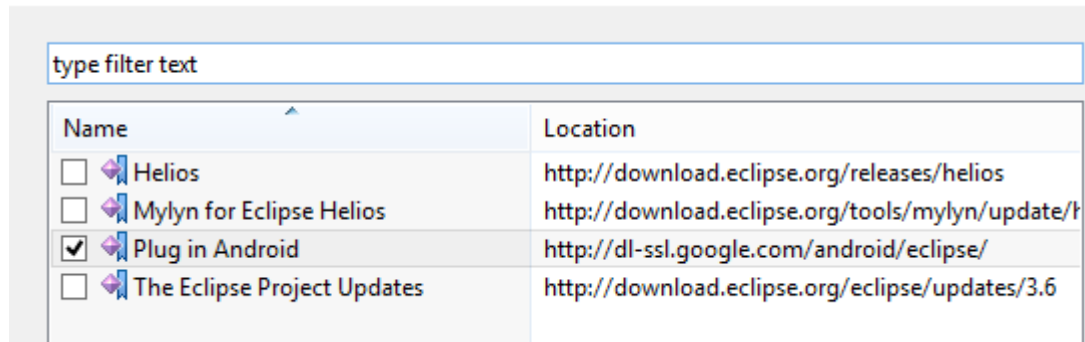 type filter text
Name Location
Helios http://download.eclipse.org/releases/helios
Mylyn for Eclipse Helios http://download.eclipse.org/tools/mylyn/update/
Plug in Android http://dl-ssl.google.com/android/eclipse/
The Eclipse Project Updates http://download.eclipse.org/eclipse/updates/3.6